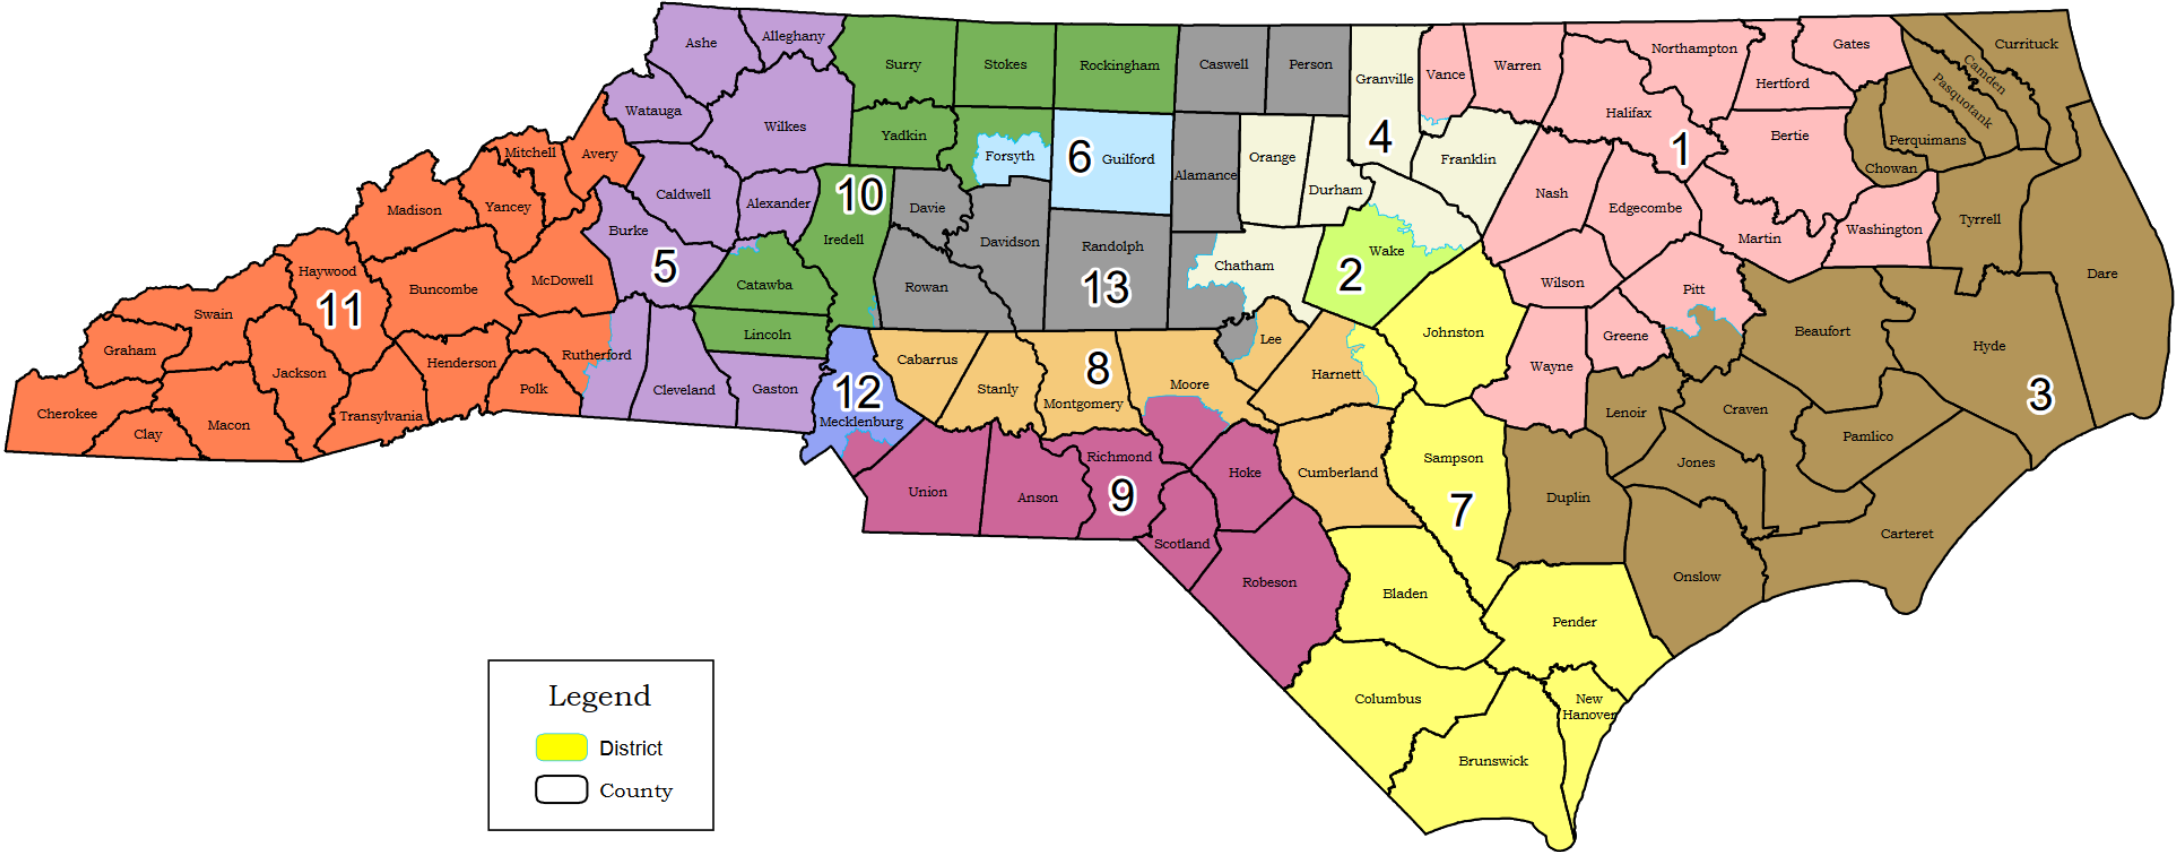 Ashe
Alleghany
Surry
Stokes
Rockingham
Caswell
Person
Granville
Vance
Warren
Northampton
Gates
Currituck
Hertford
Camden
Pasquotank
Watauga
Wilkes
Yadkin
Forsyth
6
Guilford
4
Halifax
1
Bertie
Perquimans
Chowan
Mitchell
Avery
Orange
Franklin
Alamance
Durham
Caldwell
Alexander
10
Davie
Nash
Edgecombe
Madison
Yancey
Burke
Iredell
Davidson
Randolph
Martin
Washington
Tyrrell
Haywood
McDowell
5
Catawba
Rowan
13
Chatham
Wake
2
Wilson
Pitt
Dare
11
Buncombe
Swain
Graham
Jackson
Henderson
Rutherford
Lincoln
Cabarrus
8
Lee
Johnston
Greene
Beaufort
Hyde
3
Cherokee
Clay
Macon
Transylvania
Polk
Cleveland
Gaston
12
Mecklenburg
Stanly
Montgomery
Moore
Harnett
Wayne
Lenoir
Craven
Pamlico
Union
Anson
Richmond
9
Hoke
Cumberland
Sampson
7
Duplin
Jones
Carteret
Scotland
Robeson
Bladen
Onslow
Pender
Columbus
New
Hanover
Brunswick
Legend
District
County